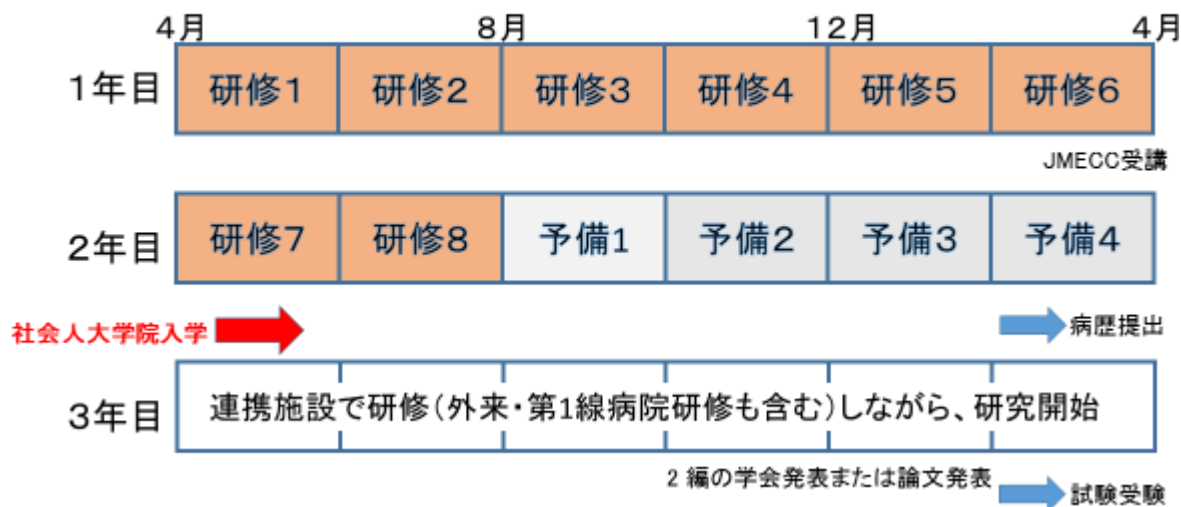 4月 8月 12月 4月
1年目 研修1 研修2 研修3 研修4 研修5 研修6
JMECC受講
2年目 研修7 研修8 予備1 予備2 予備3 予備4
社会人大学院入学 病歴提出
3年目 連携施設で研修(外来・第1線病院研修も含む)しながら、研究開始
2編の学会発表または論文発表 試験受験